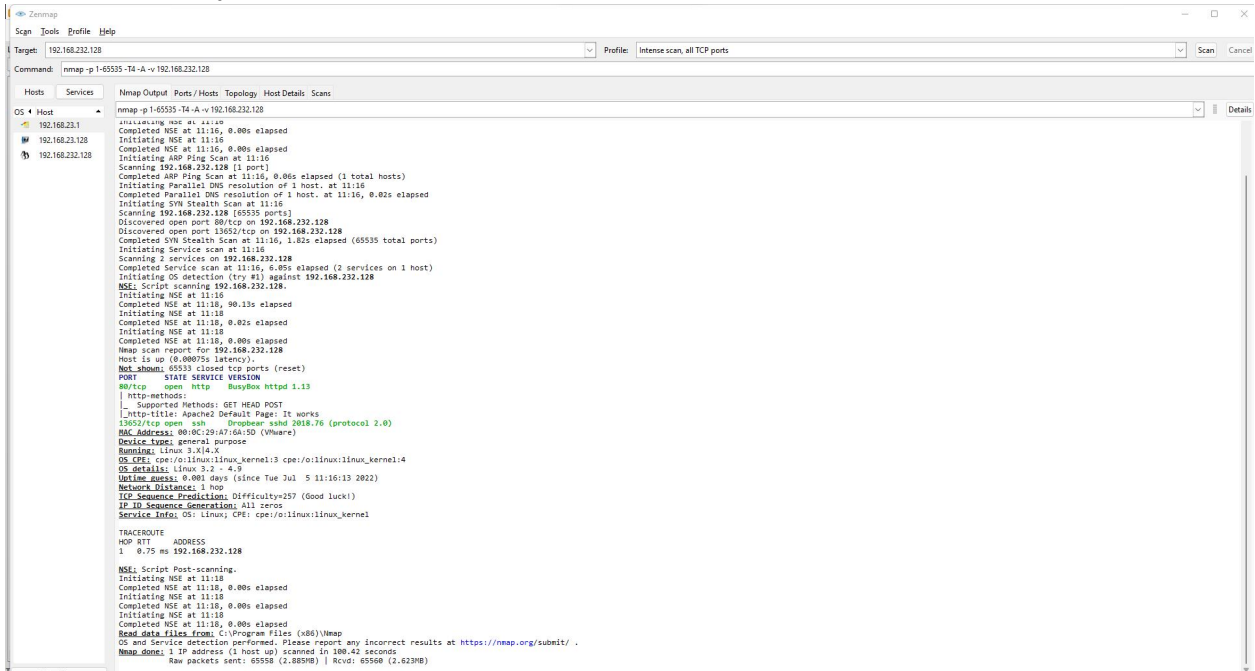 Zenmap
Scan Tools Profile Help
Target: 192.168.232.128 Profile: Intense scan, all TCP ports Scan Cancel
Command: nmap -p 1-65535 -T4 -A -v 192.168.232.128
Hosts Services Nmap Output Ports / Hosts Topology Host Details Scans
OS Host nmap -p 1-65535 -T4 -A -v 192.168.232.128 Details
192.168.23.1
192.168.23.128
192.168.232.128
Initiating NSE at 11:16
Completed NSE at 11:16, 0.00s elapsed
Initiating NSE at 11:16
Completed NSE at 11:16, 0.00s elapsed
Initiating ARP Ping Scan at 11:16
Scanning 192.168.232.128 [1 port]
Completed ARP Ping Scan at 11:16, 0.06s elapsed (1 total hosts)
Initiating Parallel DNS resolution of 1 host. at 11:16
Completed Parallel DNS resolution of 1 host. at 11:16, 0.02s elapsed
Initiating SYN Stealth Scan at 11:16
Scanning 192.168.232.128 [65535 ports]
Discovered open port 80/tcp on 192.168.232.128
Discovered open port 13652/tcp on 192.168.232.128
Completed SYN Stealth Scan at 11:16, 1.82s elapsed (65535 total ports)
Initiating Service scan at 11:16
Scanning 2 services on 192.168.232.128
Completed Service scan at 11:16, 6.05s elapsed (2 services on 1 host)
Initiating OS detection (try #1) against 192.168.232.128
NSE: Script scanning 192.168.232.128.
Initiating NSE at 11:16
Completed NSE at 11:18, 90.13s elapsed
Initiating NSE at 11:18
Completed NSE at 11:18, 0.02s elapsed
Initiating NSE at 11:18
Completed NSE at 11:18, 0.00s elapsed
Nmap scan report for 192.168.232.128
Host is up (0.00075s latency).
Not shown: 65533 closed tcp ports (reset)
PORT STATE SERVICE VERSION
80/tcp open http BusyBox httpd 1.13
| http-methods:
|_ Supported Methods: GET HEAD POST
|_http-title: Apache2 Default Page: It works
13652/tcp open ssh Dropbear sshd 2018.76 (protocol 2.0)
MAC Address: 00:0C:29:A7:6A:5D (VMware)
Device type: general purpose
Running: Linux 3.X|4.X
OS CPE: cpe:/o:linux:linux_kernel:3 cpe:/o:linux:linux_kernel:4
OS details: Linux 3.2 - 4.9
Uptime guess: 0.001 days (since Tue Jul 5 11:16:13 2022)
Network Distance: 1 hop
TCP Sequence Prediction: Difficulty=257 (Good luck!)
IP ID Sequence Generation: All zeros
Service Info: OS: Linux; CPE: cpe:/o:linux:linux_kernel
TRACEROUTE
HOP RTT ADDRESS
1 0.75 ms 192.168.232.128
NSE: Script Post-scanning.
Initiating NSE at 11:18
Completed NSE at 11:18, 0.00s elapsed
Initiating NSE at 11:18
Completed NSE at 11:18, 0.00s elapsed
Initiating NSE at 11:18
Completed NSE at 11:18, 0.00s elapsed
Read data files from: C:\Program Files (x86)\Nmap
OS and Service detection performed. Please report any incorrect results at https://nmap.org/submit/ .
Nmap done: 1 IP address (1 host up) scanned in 100.42 seconds
Raw packets sent: 65558 (2.885MB) | Rcvd: 65560 (2.623MB)